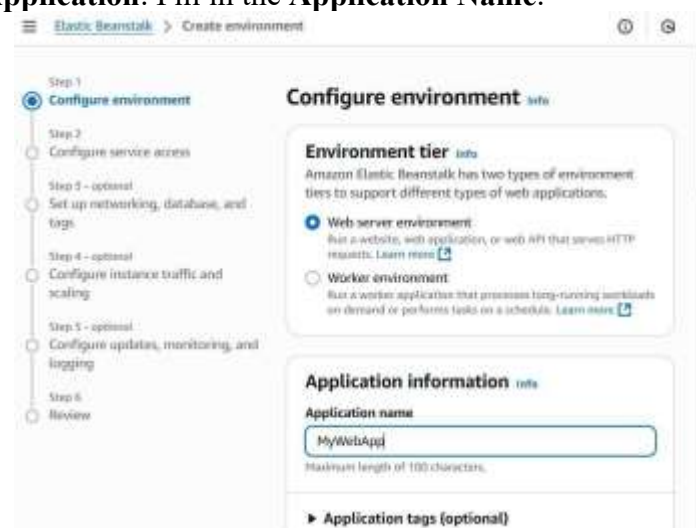 Application. Fill in the Application Name.
Elastic Beanstalk > Create environment
Step 1
Configure environment
Step 2
Configure service access
Step 3 - optional
Set up networking, database, and
tags
Step 4 - optional
Configure instance traffic and
scaling
Step 5 - optional
Configure updates, monitoring, and
logging
Step 6
Review
Configure environment Info
Environment tier Info
Amazon Elastic Beanstalk has two types of environment
tiers to support different types of web applications.
Web server environment
Run a website, web application, or web API that serves HTTP
requests. Learn more
Worker environment
Run a worker application that processes long-running workloads
on demand or performs tasks on a schedule. Learn more
Application information Info
Application name
MyWebApp
Maximum length of 100 characters.
Application tags (optional)